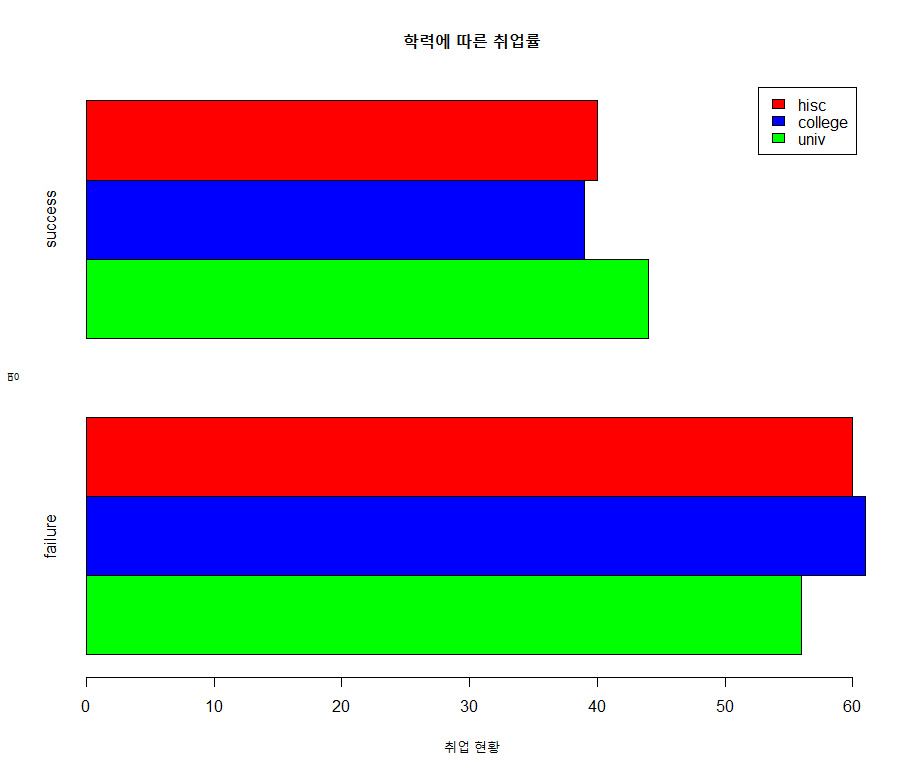 학력에 따른 취업률
hisc
college
univ
success
failure
0 10 20 30 40 50 60
취업 현황